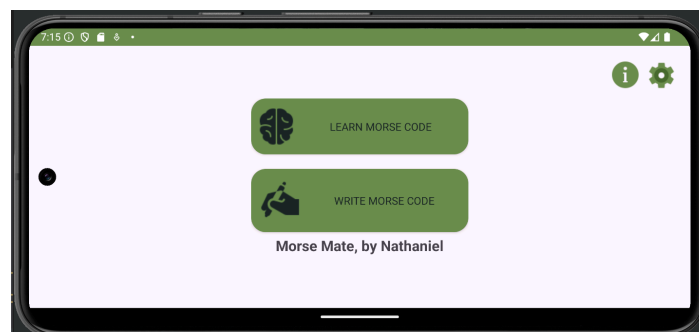 7:15
LEARN MORSE CODE
WRITE MORSE CODE
Morse Mate, by Nathaniel